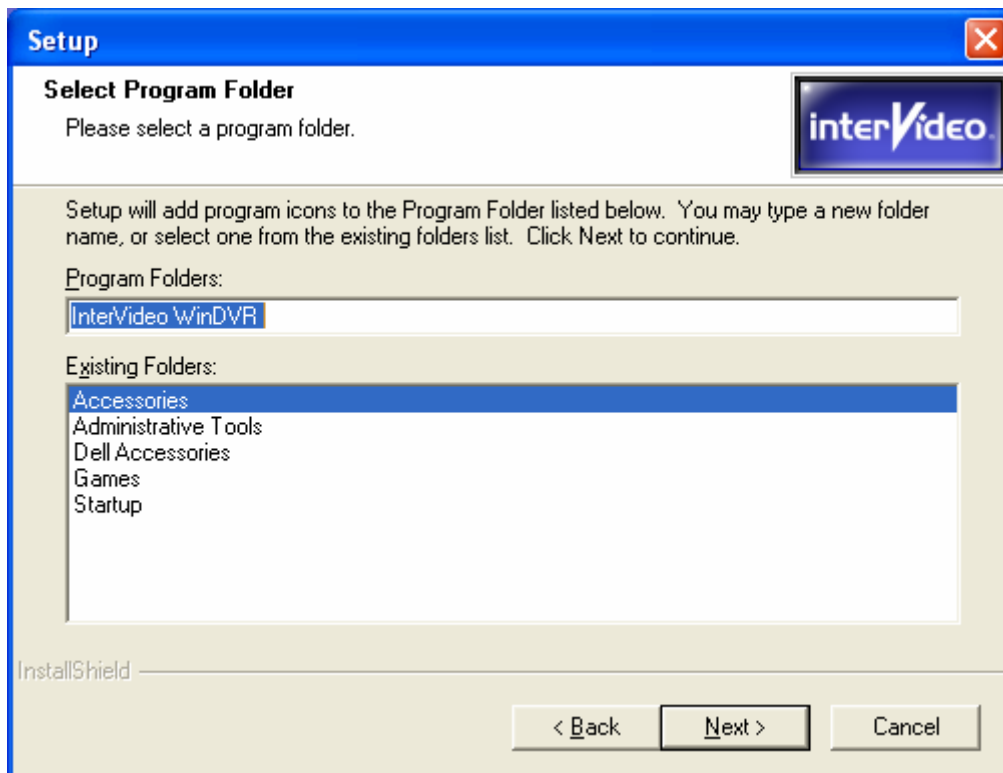 Setup
Select Program Folder
Please select a program folder.
interVideo.
Setup will add program icons to the Program Folder listed below. You may type a new folder
name, or select one from the existing folders list. Click Next to continue.
Program Folders:
InterVideo WinDVR
Existing Folders:
Accessories
Administrative Tools
Dell Accessories
Games
Startup
InstallShield
< Back
Next >
Cancel